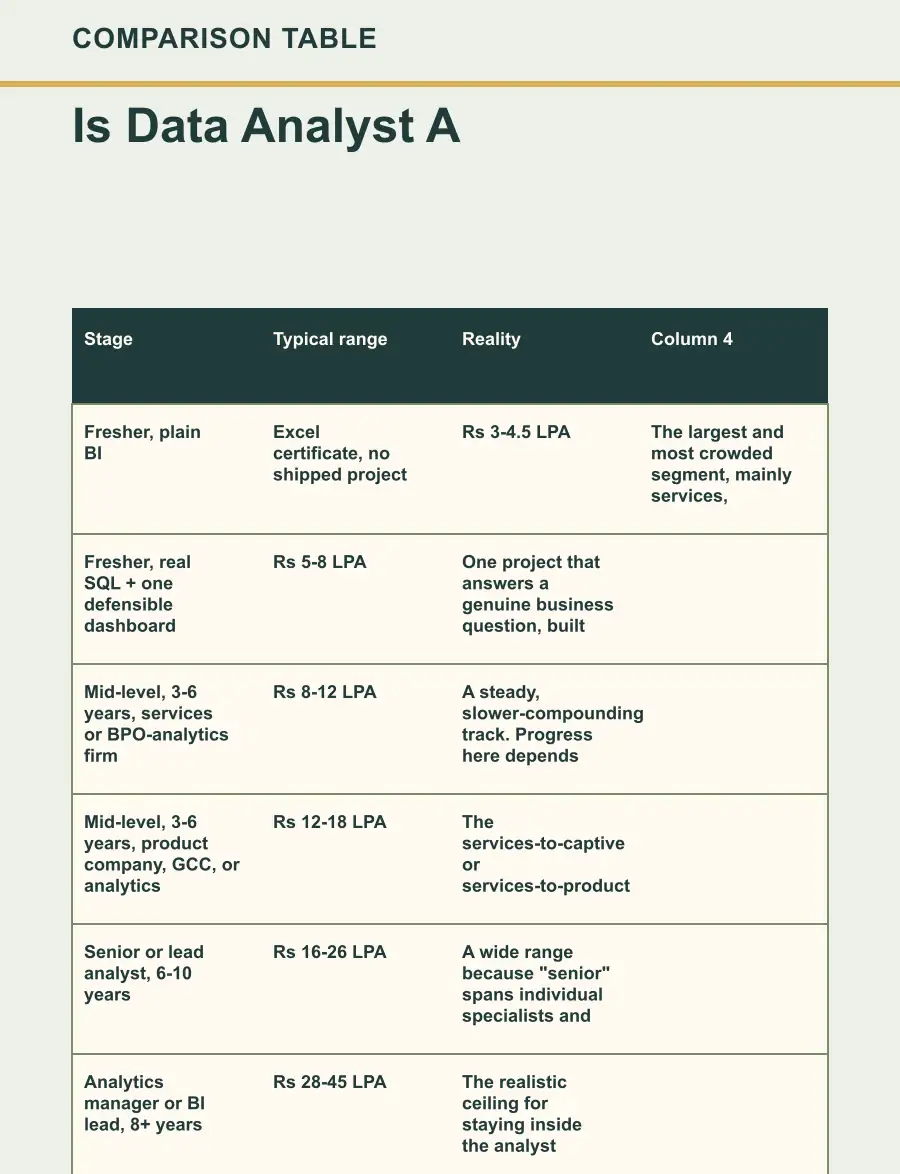 COMPARISON TABLE
Is Data Analyst A
Stage
Typical range
Reality
Column 4
Fresher, plain
BI
Excel
certificate, no
shipped project
Rs 3-4.5 LPA
The largest and
most crowded
segment, mainly
services,
Fresher, real
SQL + one
defensible
dashboard
Rs 5-8 LPA
One project that
answers a
genuine business
question, built
Mid-level, 3-6
years, services
or BPO-analytics
firm
Rs 8-12 LPA
A steady,
slower-compounding
track. Progress
here depends
Mid-level, 3-6
years, product
company, GCC, or
analytics
Rs 12-18 LPA
The
services-to-captive
or
services-to-product
Senior or lead
analyst, 6-10
years
Rs 16-26 LPA
A wide range
because "senior"
spans individual
specialists and
Analytics
manager or BI
lead, 8+ years
Rs 28-45 LPA
The realistic
ceiling for
staying inside
the analyst